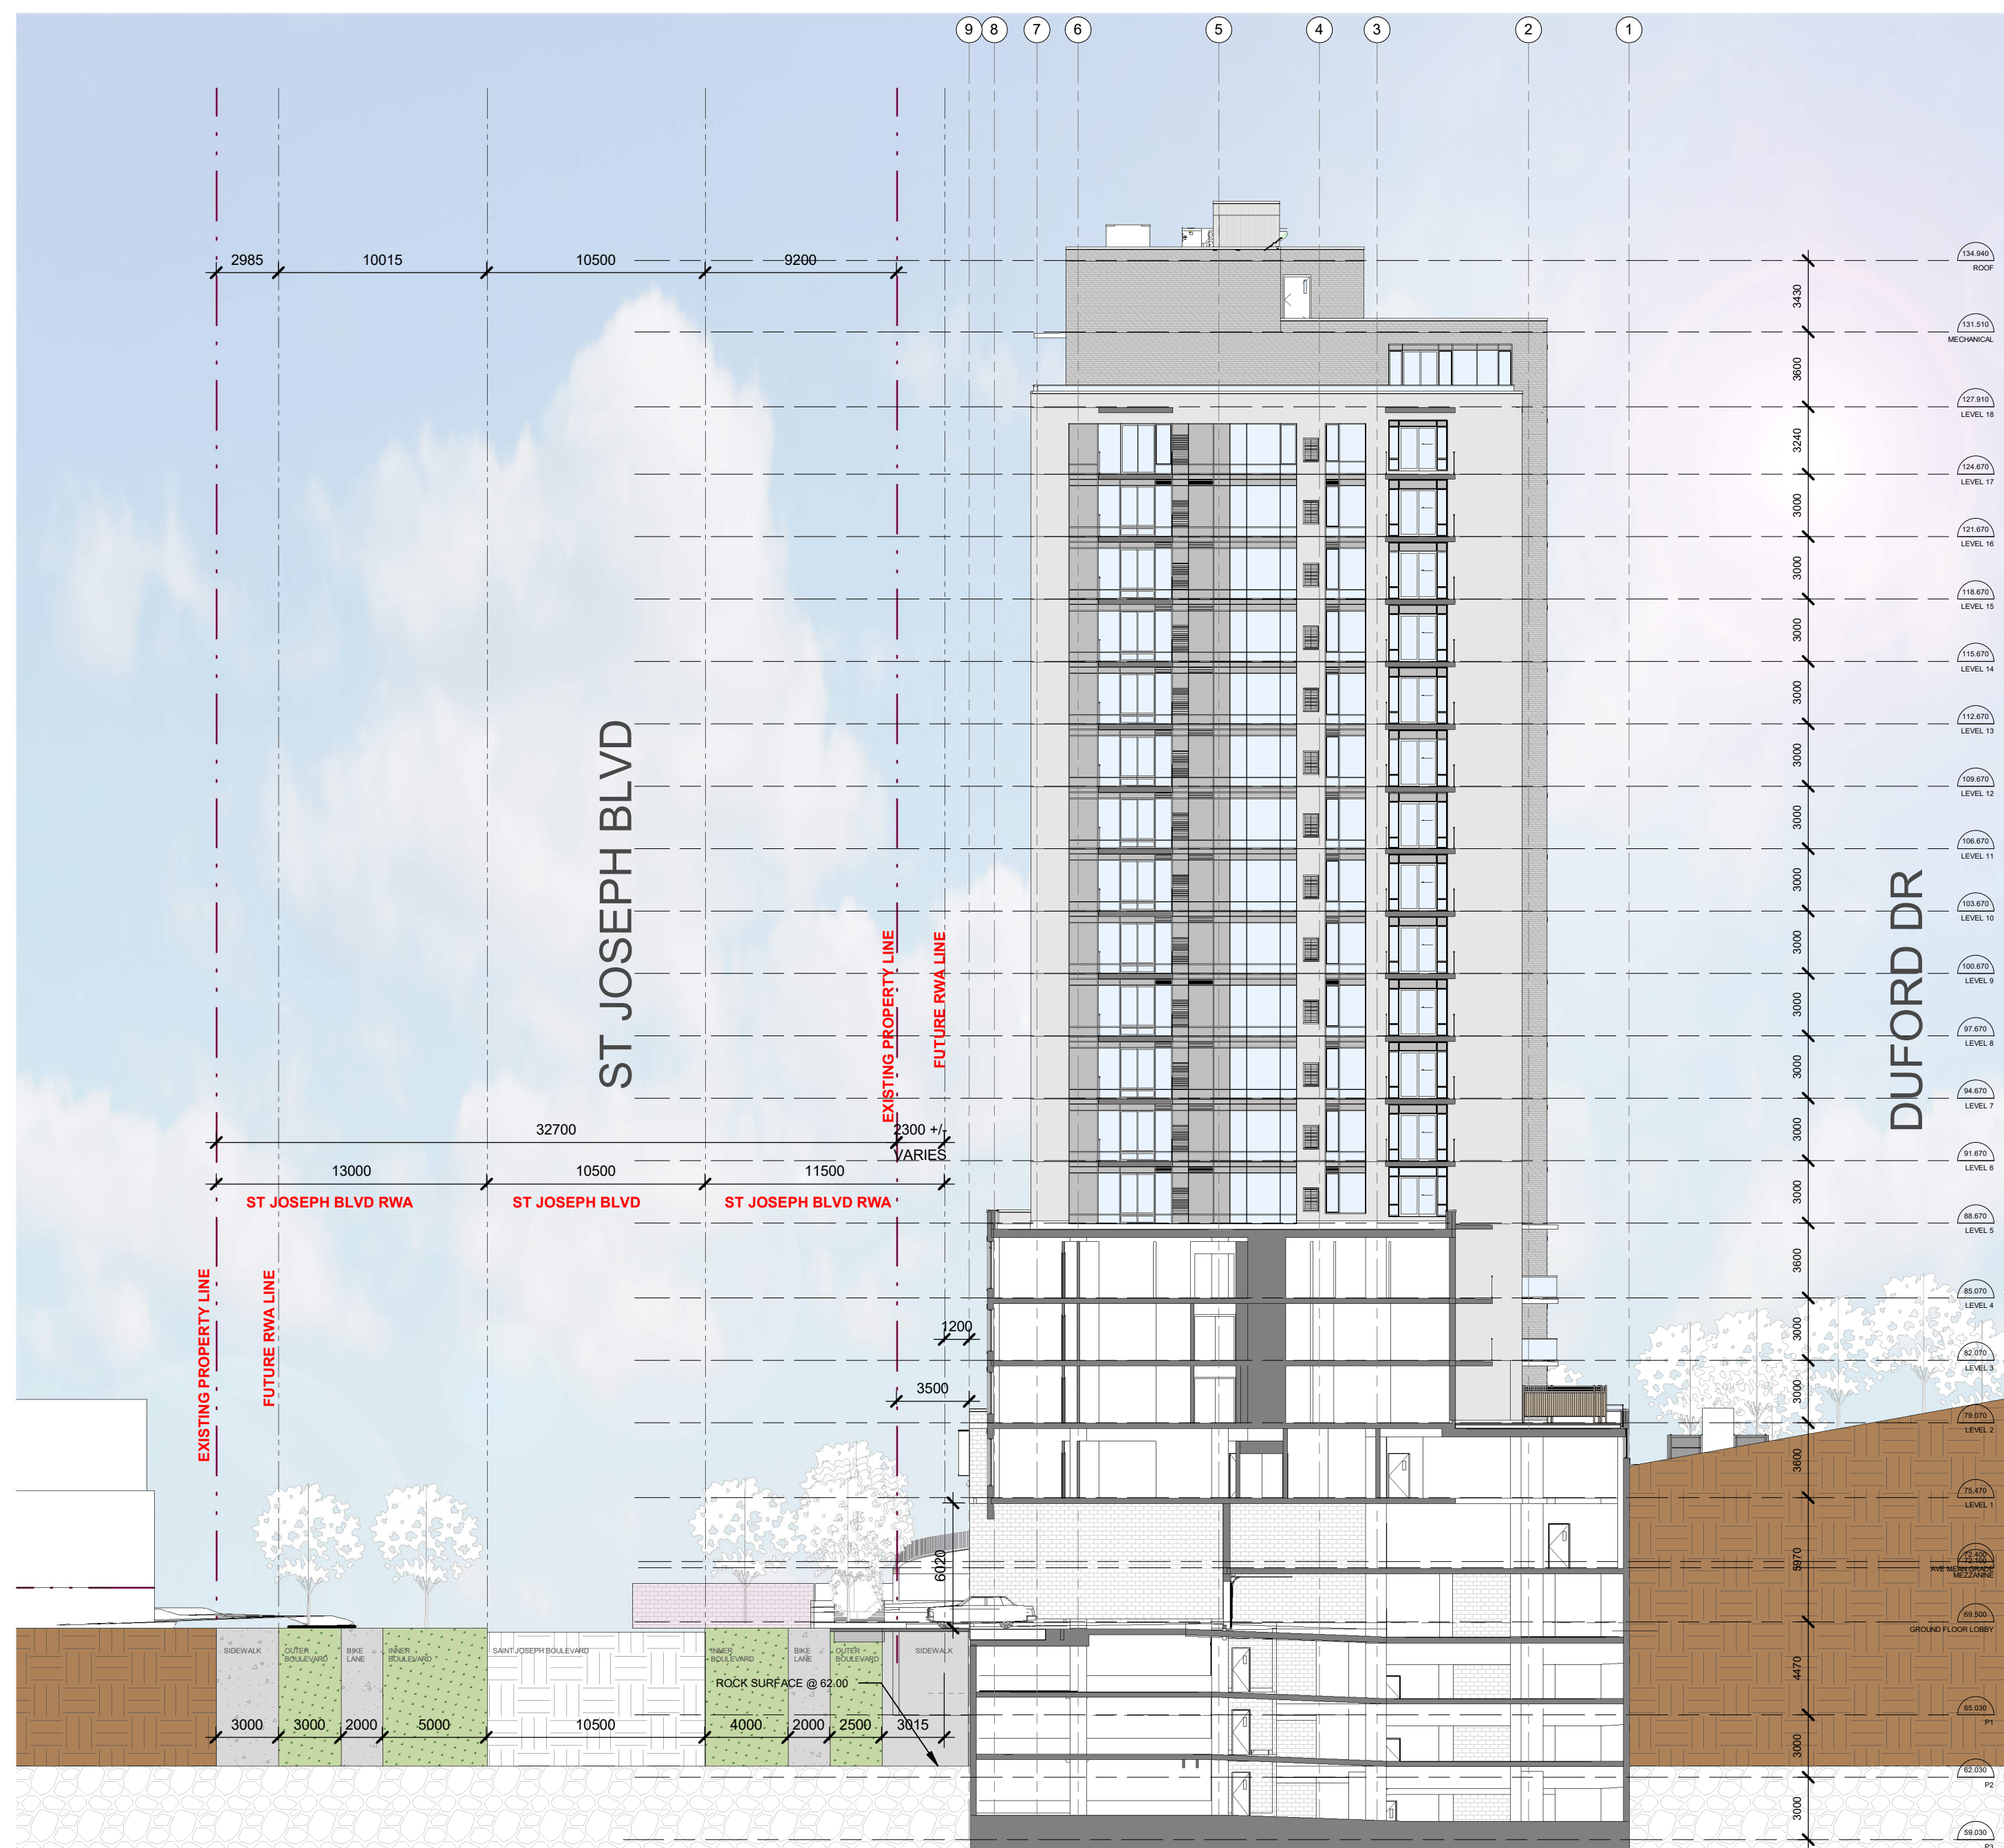 9 8 7 6 5 4 3 2 1
2985 10015 10500 9200
134.940
ROOF
3430
131.510
MECHANICAL
3600
127.910
LEVEL 18
3240
124.670
LEVEL 17
3000
121.670
LEVEL 16
3000
118.670
LEVEL 15
3000
115.670
LEVEL 14
3000
112.670
LEVEL 13
3000
109.670
LEVEL 12
3000
106.670
LEVEL 11
3000
103.670
LEVEL 10
3000
100.670
LEVEL 9
3000
97.670
LEVEL 8
3000
94.670
LEVEL 7
3000
91.670
LEVEL 6
3000
88.670
LEVEL 5
3600
85.070
LEVEL 4
3000
82.070
LEVEL 3
3000
79.070
LEVEL 2
3600
75.470
LEVEL 1
5970
72.400
72.100
AVE MEAN GRADE
MEZZANINE
69.500
GROUND FLOOR LOBBY
4470
65.030
P1
3000
62.030
P2
3000
59.030
P3
ST JOSEPH BLVD
DUFORD DR
EXISTING PROPERTY LINE
FUTURE RWA LINE
32700 2300 +/-
VARIES
13000 10500 11500
ST JOSEPH BLVD RWA ST JOSEPH BLVD ST JOSEPH BLVD RWA
EXISTING PROPERTY LINE
FUTURE RWA LINE
1200
3500
6020
SIDEWALK
OUTER
BOULEVARD
BIKE
LANE
INNER
BOULEVARD
SAINT JOSEPH BOULEVARD
INNER
BOULEVARD
BIKE
LANE
OUTER
BOULEVARD
SIDEWALK
ROCK SURFACE @ 62.00
3000 3000 2000 5000 10500 4000 2000 2500 3015